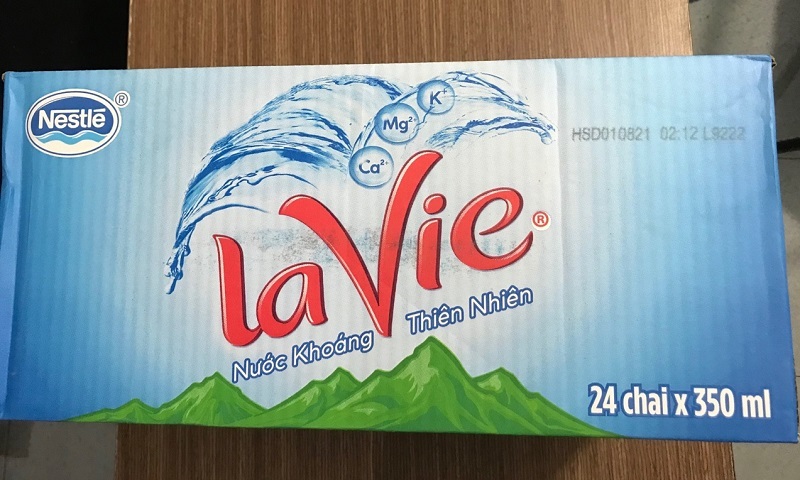 Nestlé ®
K+
Mg2+
Ca2+
HSD010821 02:12 L9222
laVie ®
Nước Khoáng Thiên Nhiên
24 chai x 350 ml